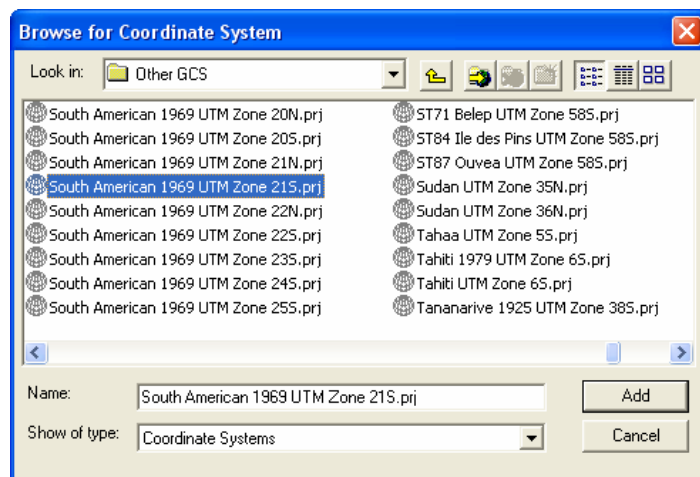 Browse for Coordinate System
Look in: Other GCS
South American 1969 UTM Zone 20N.prj
South American 1969 UTM Zone 20S.prj
South American 1969 UTM Zone 21N.prj
South American 1969 UTM Zone 21S.prj
South American 1969 UTM Zone 22N.prj
South American 1969 UTM Zone 22S.prj
South American 1969 UTM Zone 23S.prj
South American 1969 UTM Zone 24S.prj
South American 1969 UTM Zone 25S.prj
ST71 Belep UTM Zone 58S.prj
ST84 Ile des Pins UTM Zone 58S.prj
ST87 Ouvea UTM Zone 58S.prj
Sudan UTM Zone 35N.prj
Sudan UTM Zone 36N.prj
Tahaa UTM Zone 5S.prj
Tahiti 1979 UTM Zone 6S.prj
Tahiti UTM Zone 6S.prj
Tananarive 1925 UTM Zone 38S.prj
Name: South American 1969 UTM Zone 21S.prj Add
Show of type: Coordinate Systems Cancel